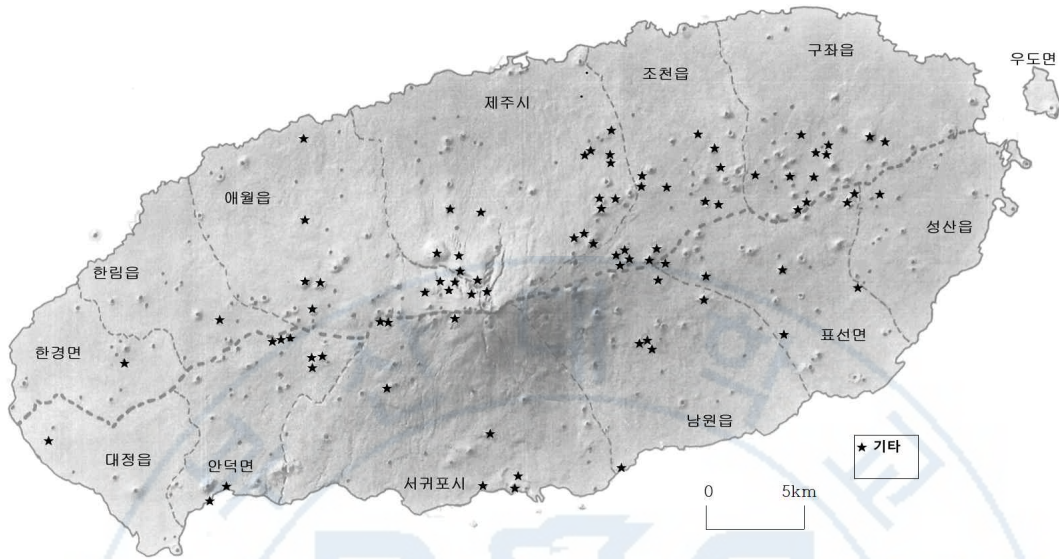 구좌읍
우도면
조천읍
제주시
애월읍
성산읍
한림읍
한경면
표선면
남원읍
대정읍
안덕면
서귀포시
★ 기타
0 5km